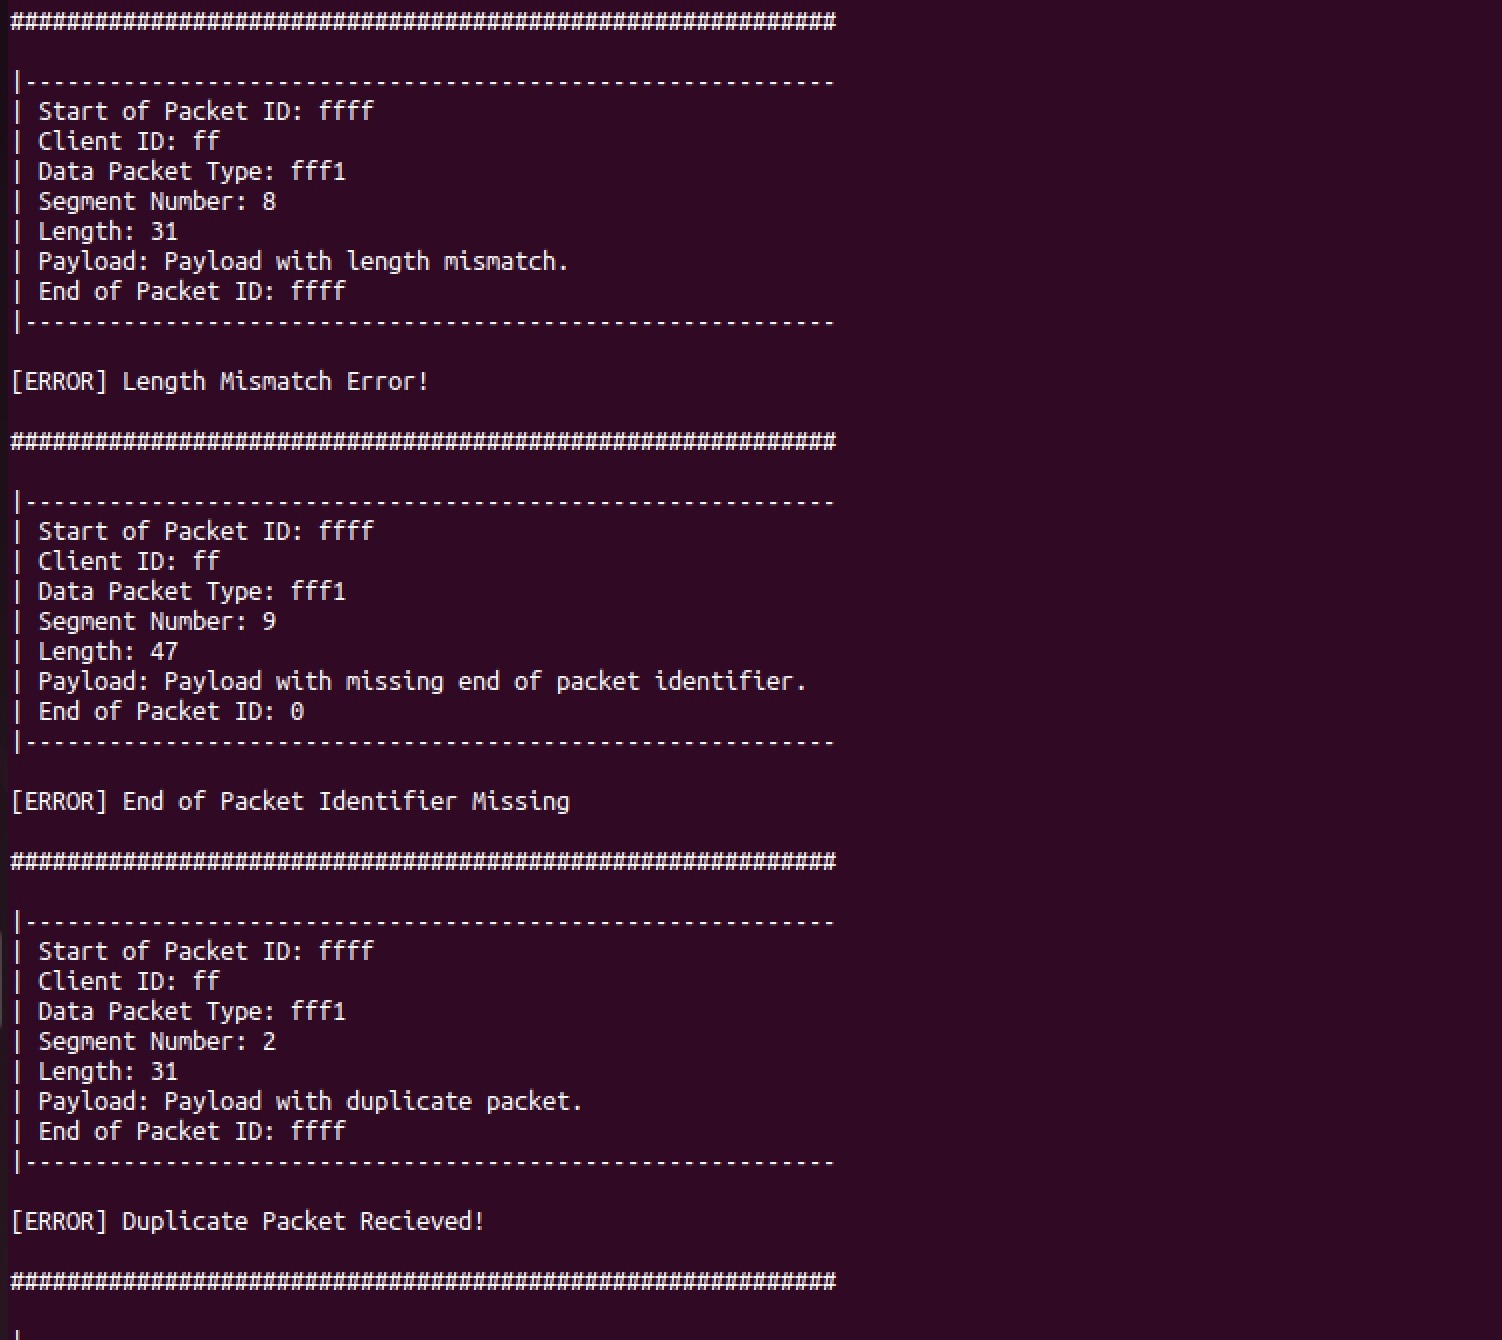 ###########################################################
|----------------------------------------------------------
| Start of Packet ID: ffff
| Client ID: ff
| Data Packet Type: fff1
| Segment Number: 8
| Length: 31
| Payload: Payload with length mismatch.
| End of Packet ID: ffff
|----------------------------------------------------------
[ERROR] Length Mismatch Error!
###########################################################
|----------------------------------------------------------
| Start of Packet ID: ffff
| Client ID: ff
| Data Packet Type: fff1
| Segment Number: 9
| Length: 47
| Payload: Payload with missing end of packet identifier.
| End of Packet ID: 0
|----------------------------------------------------------
[ERROR] End of Packet Identifier Missing
###########################################################
|----------------------------------------------------------
| Start of Packet ID: ffff
| Client ID: ff
| Data Packet Type: fff1
| Segment Number: 2
| Length: 31
| Payload: Payload with duplicate packet.
| End of Packet ID: ffff
|----------------------------------------------------------
[ERROR] Duplicate Packet Recieved!
###########################################################